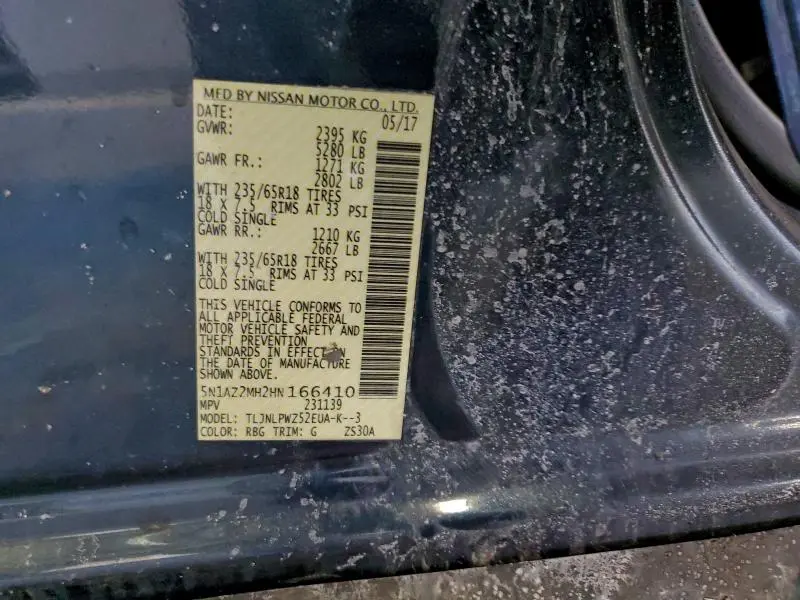 MFD BY NISSAN MOTOR CO., LTD.
DATE: 05/17
GVWR: 2395 KG
5280 LB
GAWR FR.: 1271 KG
2802 LB
WITH 235/65R18 TIRES
18 X 7.5 RIMS AT 33 PSI
COLD SINGLE
GAWR RR.: 1210 KG
2667 LB
WITH 235/65R18 TIRES
18 X 7.5 RIMS AT 33 PSI
COLD SINGLE
THIS VEHICLE CONFORMS TO
ALL APPLICABLE FEDERAL
MOTOR VEHICLE SAFETY AND
THEFT PREVENTION
STANDARDS IN EFFECT ON
THE DATE OF MANUFACTURE
SHOWN ABOVE.
5N1AZ2MH2HN 166410
MPV 231139
MODEL: TLJNLPWZ52EUA-K--3
COLOR: RBG TRIM: G ZS30A